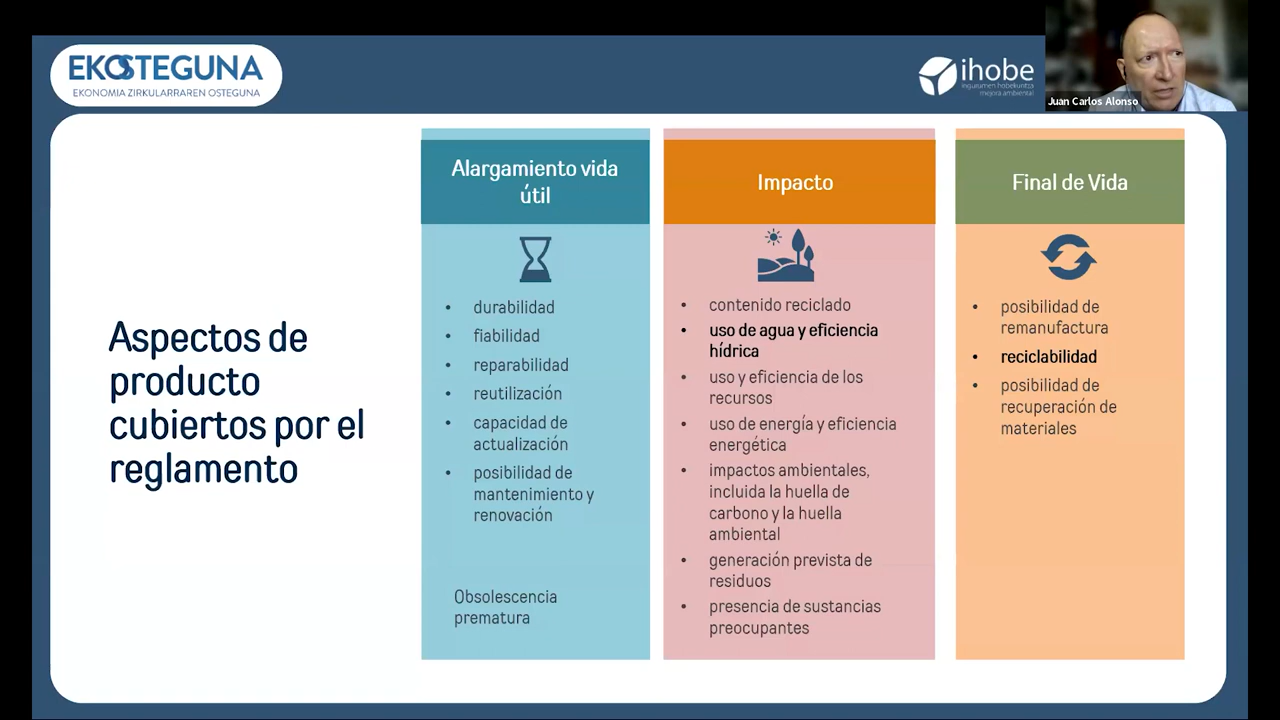 EKOSTEGUNA
EKONOMIA ZIRKULARRAREN OSTEGUNA
ihobe
ingurumen hobekuntza
mejora ambiental
Juan Carlos Alonso
Aspectos de
producto
cubiertos por el
reglamento
Alargamiento vida
útil
• durabilidad
• fiabilidad
• reparabilidad
• reutilización
• capacidad de
actualización
• posibilidad de
mantenimiento y
renovación
Obsolescencia
prematura
Impacto
• contenido reciclado
• uso de agua y eficiencia
hídrica
• uso y eficiencia de los
recursos
• uso de energía y eficiencia
energética
• impactos ambientales,
incluida la huella de
carbono y la huella
ambiental
• generación prevista de
residuos
• presencia de sustancias
preocupantes
Final de Vida
• posibilidad de
remanufactura
• reciclabilidad
• posibilidad de
recuperación de
materiales